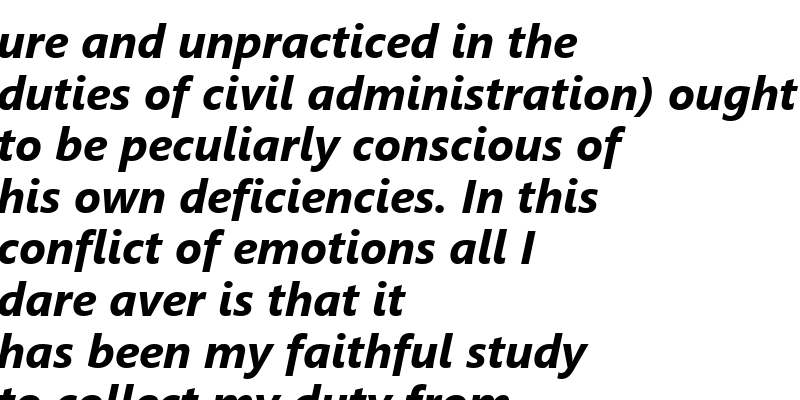 ure and unpracticed in the
duties of civil administration) ought
to be peculiarly conscious of
his own deficiencies. In this
conflict of emotions all I
dare aver is that it
has been my faithful study
to collect my duty from